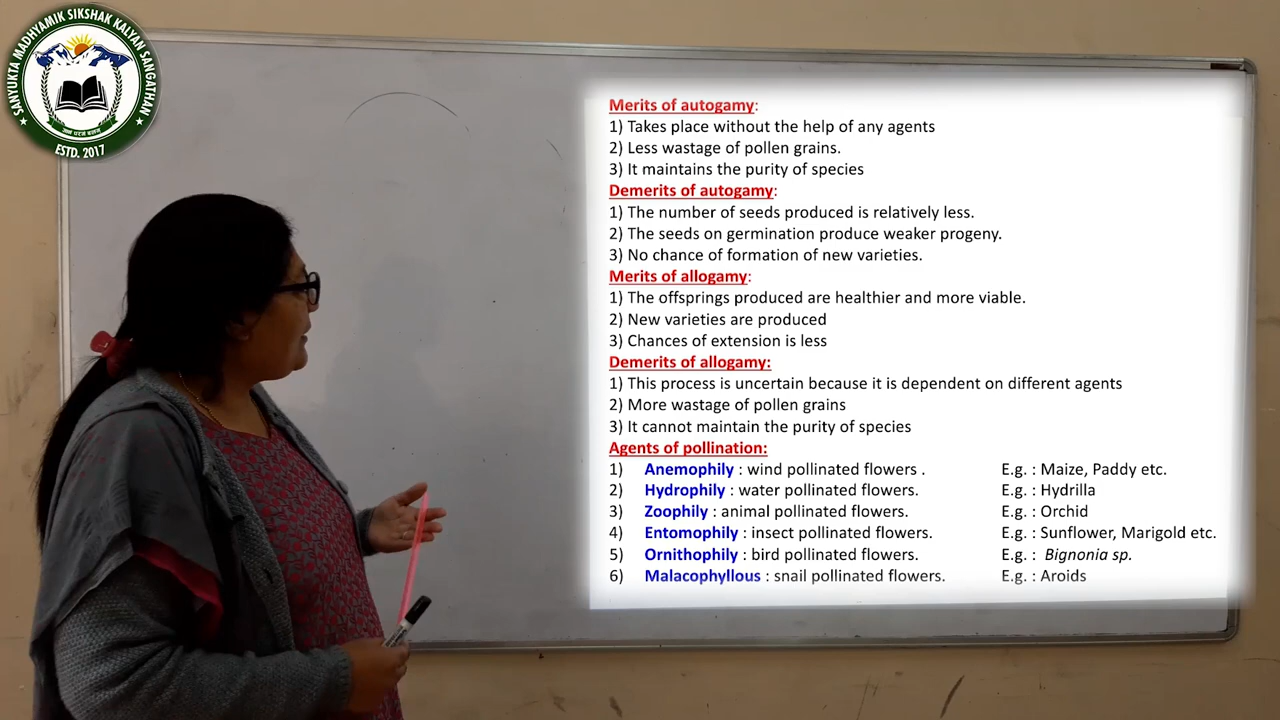 SANYUKTA MADHYAMIK SIKSHAK KALYAN SANGATHAN
ESTD. 2017
Merits of autogamy:
1) Takes place without the help of any agents
2) Less wastage of pollen grains.
3) It maintains the purity of species
Demerits of autogamy:
1) The number of seeds produced is relatively less.
2) The seeds on germination produce weaker progeny.
3) No chance of formation of new varieties.
Merits of allogamy:
1) The offsprings produced are healthier and more viable.
2) New varieties are produced
3) Chances of extension is less
Demerits of allogamy:
1) This process is uncertain because it is dependent on different agents
2) More wastage of pollen grains
3) It cannot maintain the purity of species
Agents of pollination:
1) Anemophily : wind pollinated flowers . E.g. : Maize, Paddy etc.
2) Hydrophily : water pollinated flowers. E.g. : Hydrilla
3) Zoophily : animal pollinated flowers. E.g. : Orchid
4) Entomophily : insect pollinated flowers. E.g. : Sunflower, Marigold etc.
5) Ornithophily : bird pollinated flowers. E.g. : Bignonia sp.
6) Malacophyllous : snail pollinated flowers. E.g. : Aroids